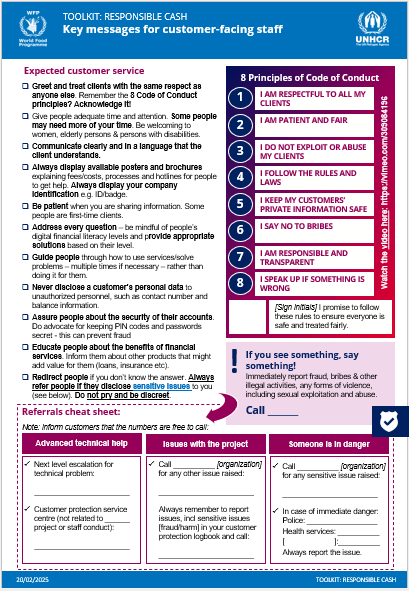 WFP
World Food
Programme
TOOLKIT: RESPONSIBLE CASH
Key messages for customer-facing staff
UNHCR
The UN Refugee Agency
Expected customer service
Greet and treat clients with the same respect as
anyone else. Remember the 8 Code of Conduct
principles? Acknowledge it!
Give people adequate time and attention. Some people
may need more of your time. Be welcoming to
women, elderly persons & persons with disabilities.
Communicate clearly and in a language that the
client understands.
Always display available posters and brochures
explaining fees/costs, processes and hotlines for people
to get help. Always display your company
identification e.g. ID/badge.
Be patient when you are sharing information. Some
people are first-time clients.
Address every question – be mindful of people's
digital financial literacy levels and provide appropriate
solutions based on their level.
Guide people through how to use services/solve
problems – multiple times if necessary – rather than
doing it for them.
Never disclose a customer's personal data to
unauthorized personnel, such as contact number and
balance information.
Assure people about the security of their accounts.
Do advocate for keeping PIN codes and passwords
secret - this can prevent fraud
Educate people about the benefits of financial
services. Inform them about other products that might
add value for them (loans, insurance etc).
Redirect people if you don't know the answer. Always
refer people if they disclose sensitive issues to you
(see below). Do not pry and be discreet.
8 Principles of Code of Conduct
1 I AM RESPECTFUL TO ALL MY
CLIENTS
2 I AM PATIENT AND FAIR
3 I DO NOT EXPLOIT OR ABUSE
MY CLIENTS
4 I FOLLOW THE RULES AND
LAWS
5 I KEEP MY CUSTOMERS'
PRIVATE INFORMATION SAFE
6 I SAY NO TO BRIBES
7 I AM RESPONSIBLE AND
TRANSPARENT
8 I SPEAK UP IF SOMETHING IS
WRONG
Watch the video here: https://vimeo.com/309084196
[Sign Initials] I promise to follow
these rules to ensure everyone is
safe and treated fairly.
! If you see something, say
something!
Immediately report fraud, bribes & other
illegal activities, any forms of violence,
including sexual exploitation and abuse.
Call _____
Referrals cheat sheet:
Note: Inform customers that the numbers are free to call:
Advanced technical help
✓ Next level escalation for
technical problem:
✓ Customer protection service
centre (not related to ______
project or staff conduct):
Issues with the project
✓ Call __________ [organization]
for any other issue raised:
Always remember to report
issues, incl sensitive issues
[fraud/harm] in your customer
protection logbook and call:
Someone is in danger
✓ Call __________ [organization]
for any sensitive issue raised:
✓ In case of immediate danger:
Police: __________
Health services: __________
[ ]:__________
Always report the issue.
20/02/2025
TOOLKIT: RESPONSIBLE CASH